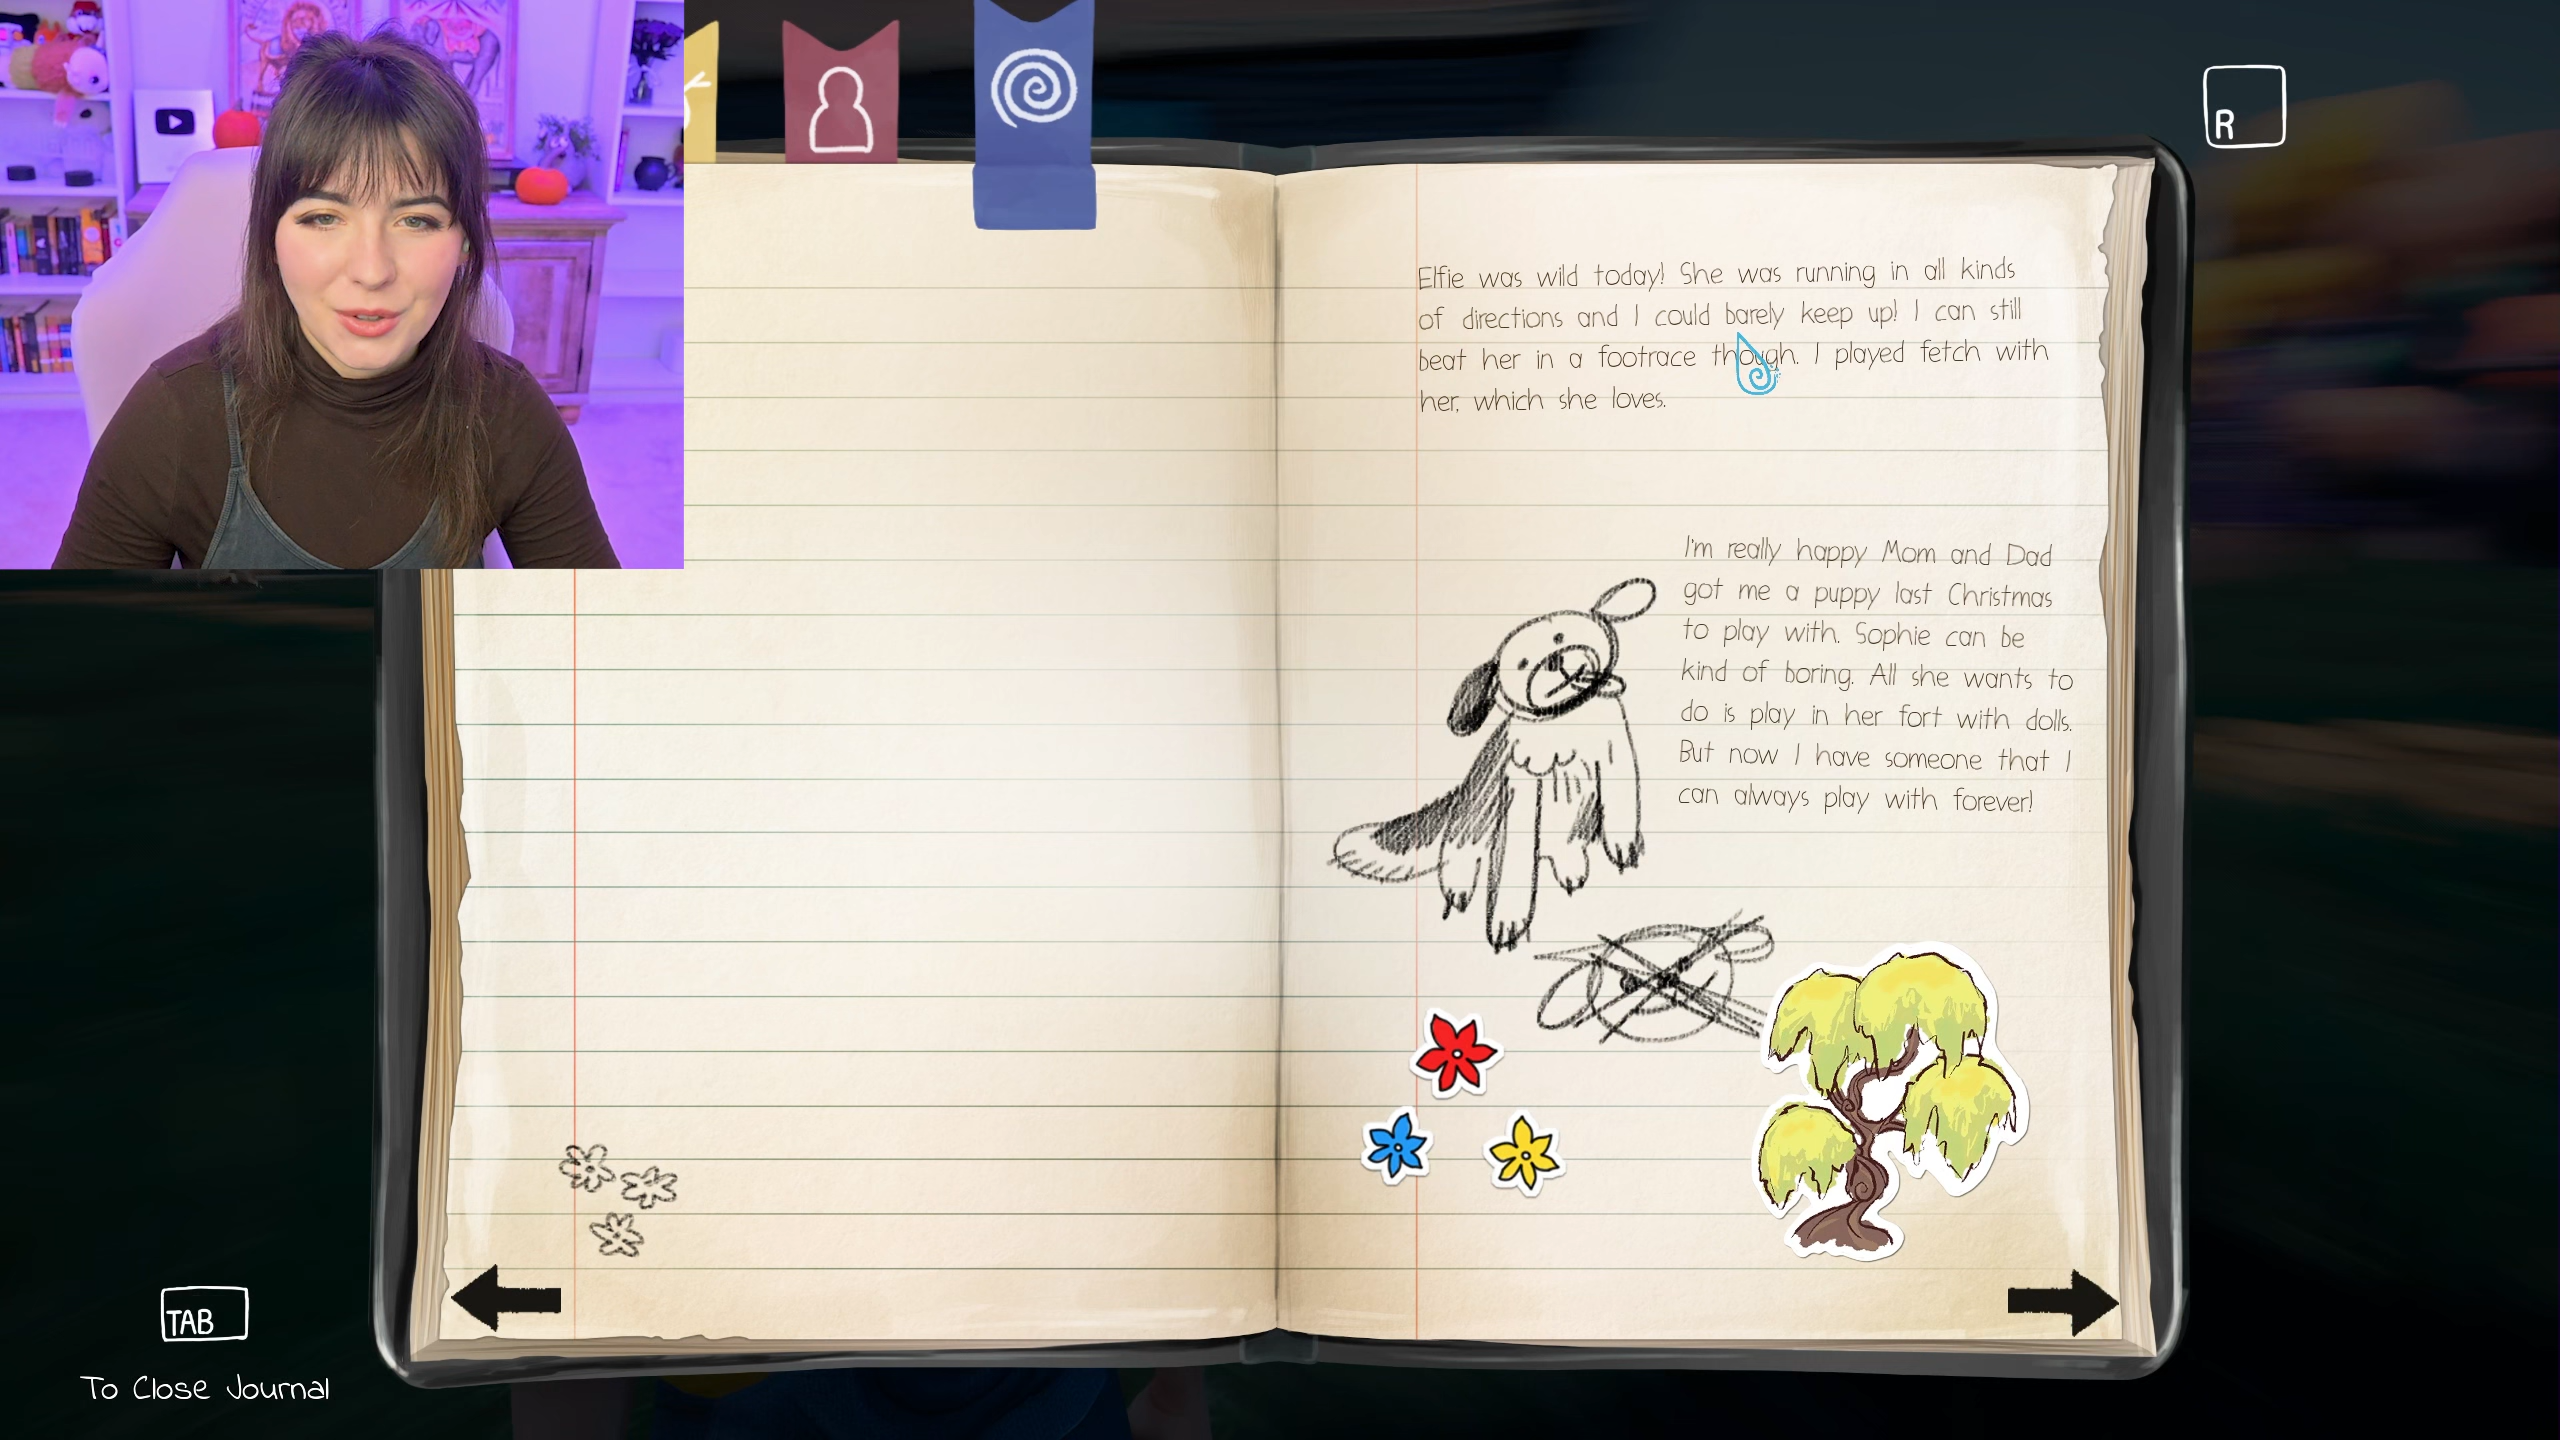 R
Elfie was wild today! She was running in all kinds
of directions and I could barely keep up! I can still
beat her in a footrace though. I played fetch with
her, which she loves.
I'm really happy Mom and Dad
got me a puppy last Christmas
to play with. Sophie can be
kind of boring. All she wants to
do is play in her fort with dolls.
But now I have someone that I
can always play with forever!
TAB
To Close Journal